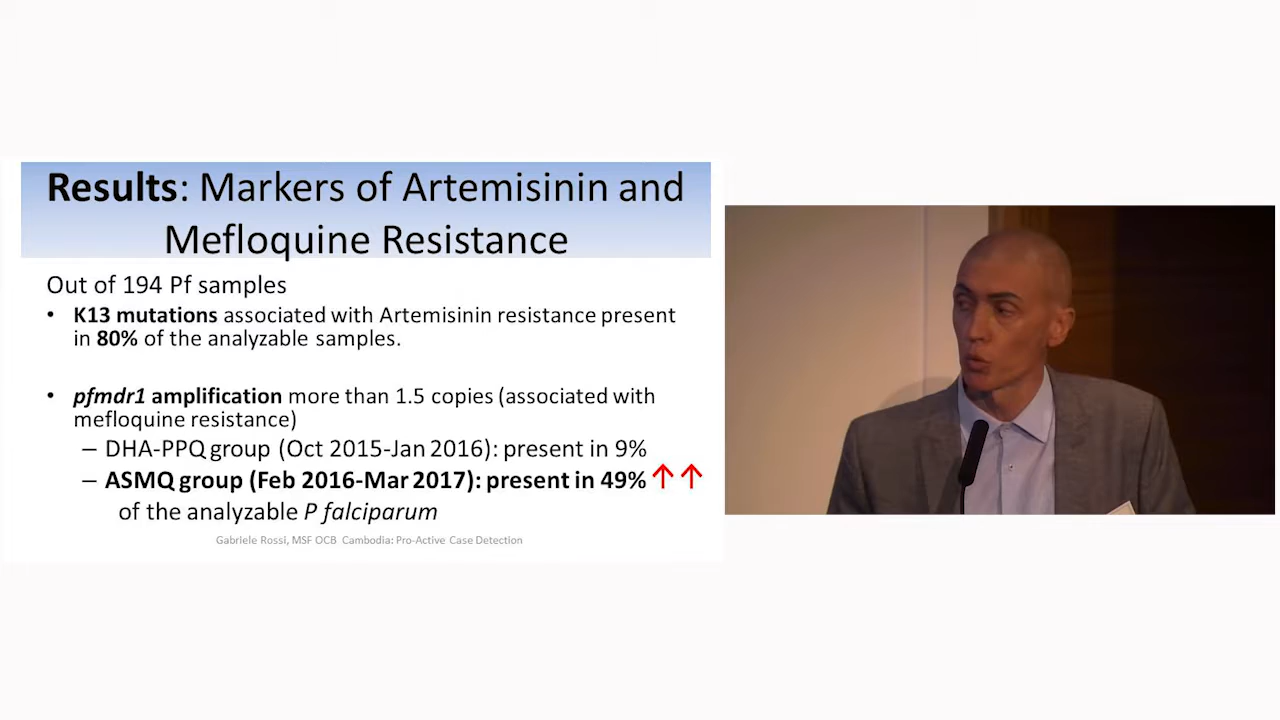 Results: Markers of Artemisinin and
Mefloquine Resistance
Out of 194 Pf samples
• K13 mutations associated with Artemisinin resistance present
in 80% of the analyzable samples.
• pfmdr1 amplification more than 1.5 copies (associated with
mefloquine resistance)
– DHA-PPQ group (Oct 2015-Jan 2016): present in 9%
– ASMQ group (Feb 2016-Mar 2017): present in 49% ↑↑
of the analyzable P falciparum
Gabriele Rossi, MSF OCB Cambodia: Pro-Active Case Detection